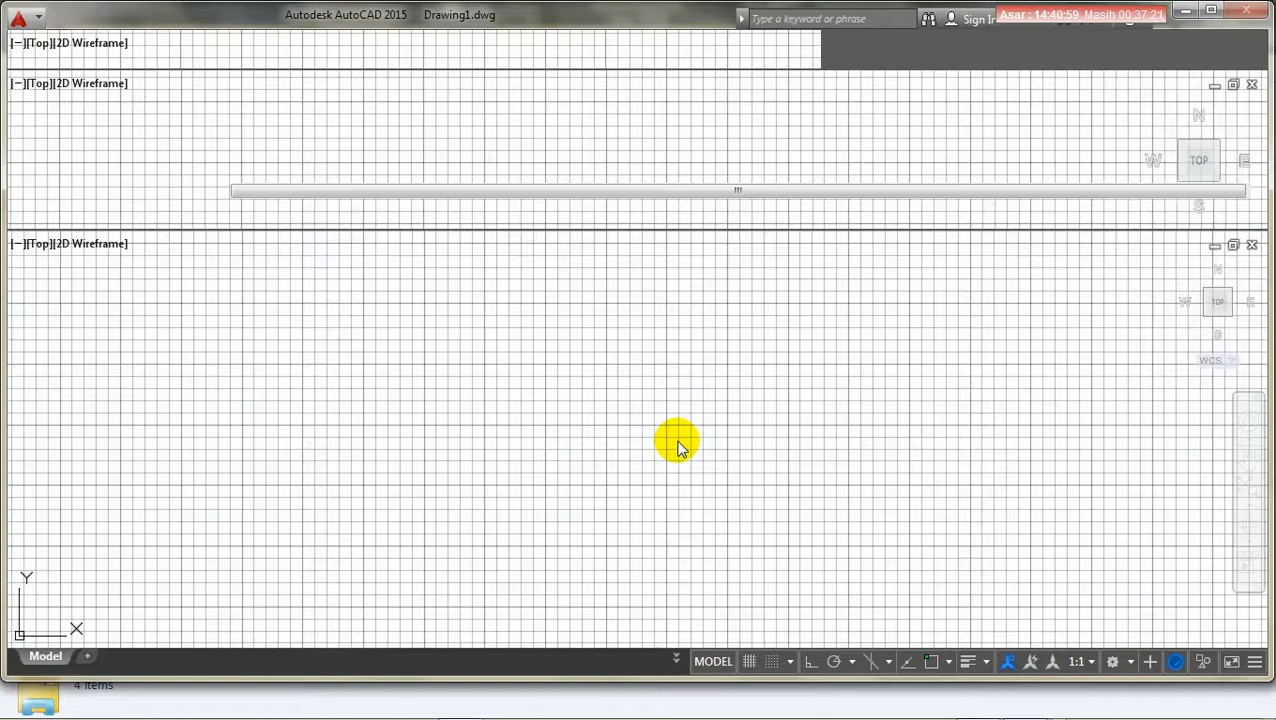 Autodesk AutoCAD 2015 Drawing1.dwg
Type a keyword or phrase
Sign In
Asar : 14:40:59 Masih 00:37:21
[−][Top][2D Wireframe]
[−][Top][2D Wireframe]
N
W TOP E
S
[−][Top][2D Wireframe]
N
W TOP E
S
WCS
Y
X
Model +
MODEL
1:1
4 items